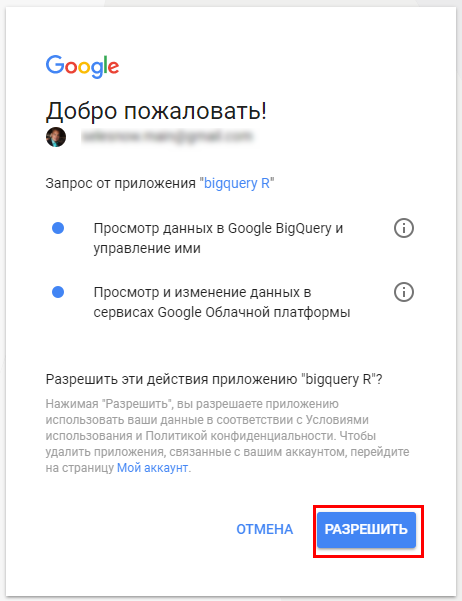 Google
Добро пожаловать!
Запрос от приложения "bigquery R"
Просмотр данных в Google BigQuery и
управление ими
Просмотр и изменение данных в
сервисах Google Облачной платформы
Разрешить эти действия приложению "bigquery R"?
Нажимая "Разрешить", вы разрешаете приложению
использовать ваши данные в соответствии с Условиями
использования и Политикой конфиденциальности. Чтобы
удалить приложения, связанные с вашим аккаунтом, перейдите
на страницу Мой аккаунт.
ОТМЕНА РАЗРЕШИТЬ